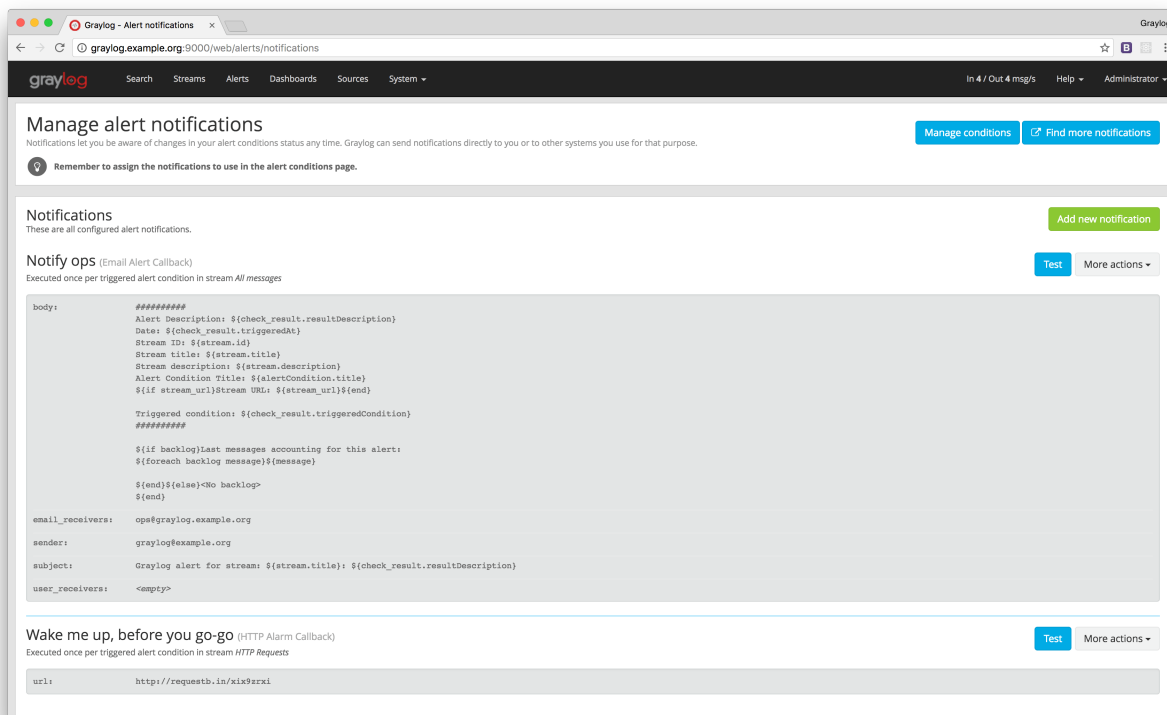 Graylog - Alert notifications ×
Graylog
graylog.example.org:9000/web/alerts/notifications
B
graylog Search Streams Alerts Dashboards Sources System In 4 / Out 4 msg/s Help Administrator
Manage alert notifications
Notifications let you be aware of changes in your alert conditions status any time. Graylog can send notifications directly to you or to other systems you use for that purpose.
Manage conditions Find more notifications
Remember to assign the notifications to use in the alert conditions page.
Notifications
These are all configured alert notifications.
Add new notification
Notify ops (Email Alert Callback)
Executed once per triggered alert condition in stream All messages
Test More actions
body: ##########
Alert Description: ${check_result.resultDescription}
Date: ${check_result.triggeredAt}
Stream ID: ${stream.id}
Stream title: ${stream.title}
Stream description: ${stream.description}
Alert Condition Title: ${alertCondition.title}
${if stream_url}Stream URL: ${stream_url}${end}
Triggered condition: ${check_result.triggeredCondition}
##########
${if backlog}Last messages accounting for this alert:
${foreach backlog message}${message}
${end}${else}<No backlog>
${end}
email_receivers: ops@graylog.example.org
sender: graylog@example.org
subject: Graylog alert for stream: ${stream.title}: ${check_result.resultDescription}
user_receivers: <empty>
Wake me up, before you go-go (HTTP Alarm Callback)
Executed once per triggered alert condition in stream HTTP Requests
Test More actions
url: http://requestb.in/xix9zrxi